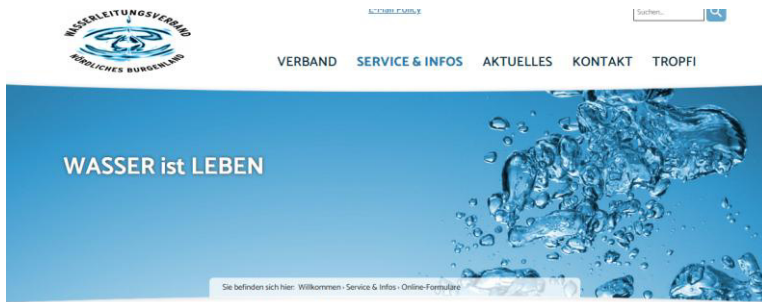 WASSERLEITUNGSVERBAND
NÖRDLICHES BURGENLAND
E-Mail Policy
Suchen...
VERBAND SERVICE & INFOS AKTUELLES KONTAKT TROPFI
WASSER ist LEBEN
Sie befinden sich hier: Willkommen › Service & Infos › Online-Formulare